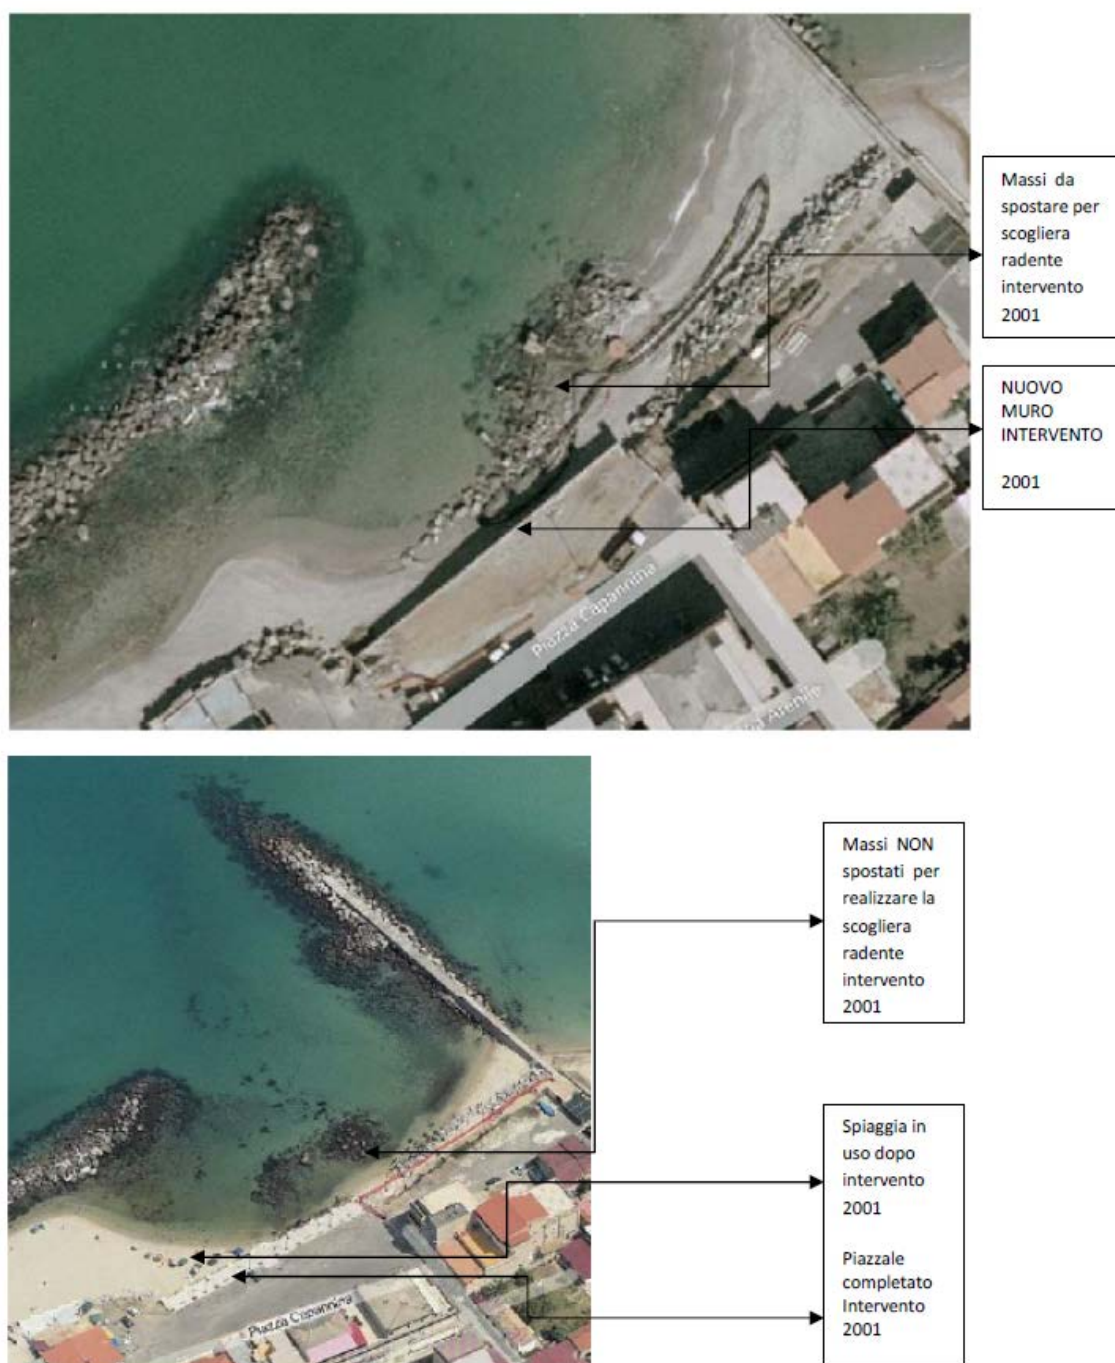 Massi da
spostare per
scogliera
radente
intervento
2001
NUOVO
MURO
INTERVENTO
2001
Piazza Capannina
Arenile
Massi NON
spostati per
realizzare la
scogliera
radente
intervento
2001
Spiaggia in
uso dopo
intervento
2001
Piazzale
completato
Intervento
2001
Piazza Capannina